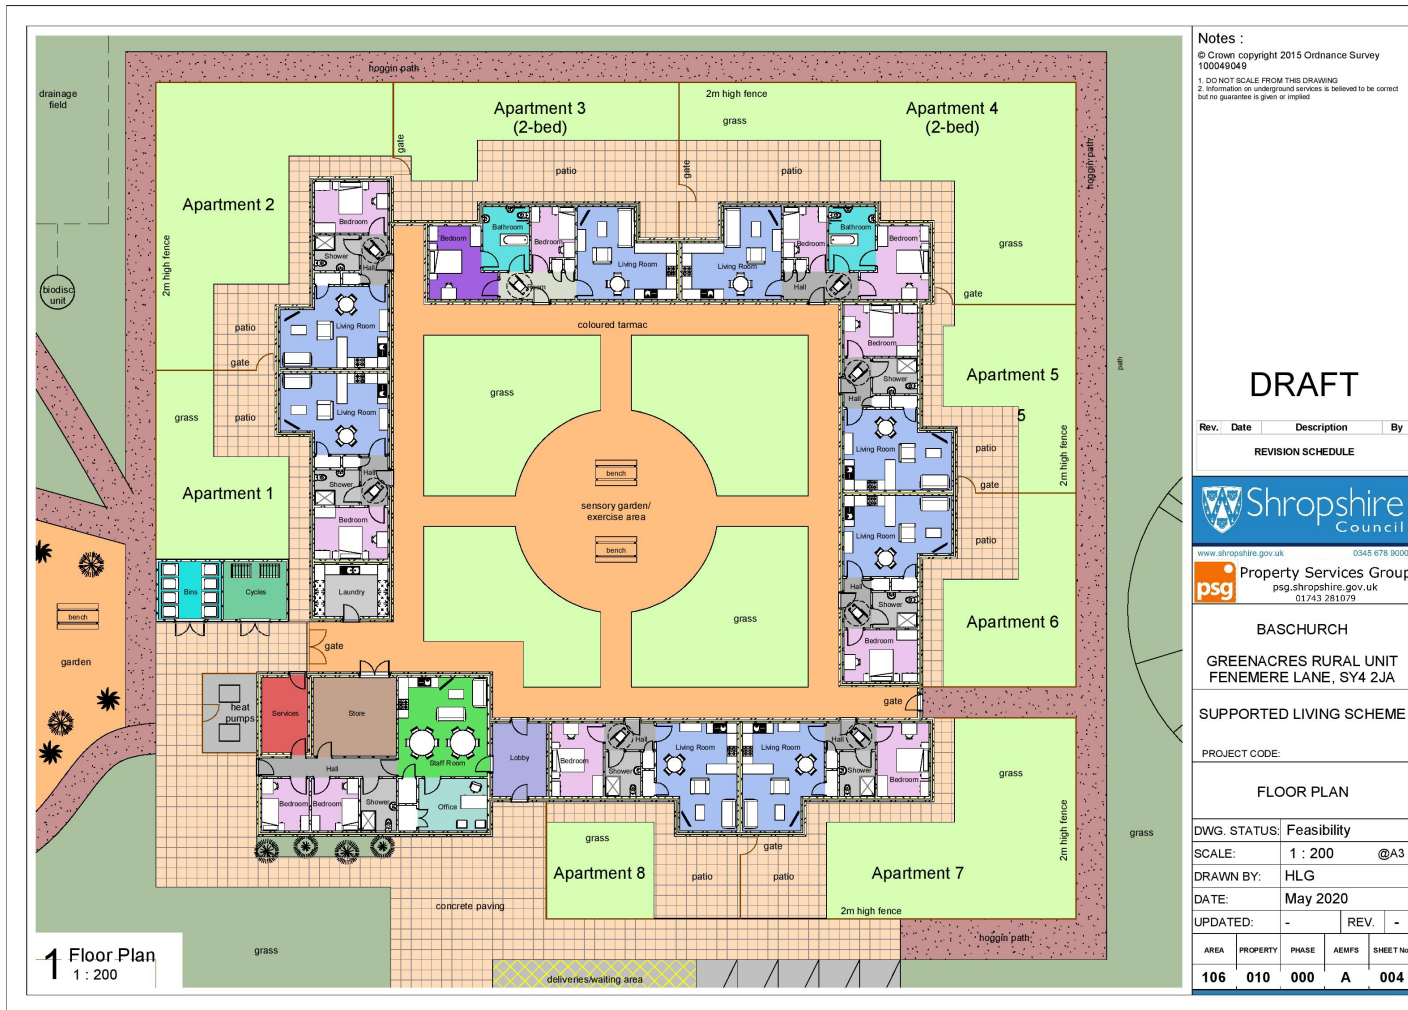 hoggin path
drainage
field
Apartment 3
(2-bed)
2m high fence
grass
Apartment 4
(2-bed)
gate
gate
hoggin path
patio
patio
Apartment 2
Bedroom
Shower
Hall
2m high fence
Bedoom
Bathroom
Bedroom
Living Room
Room
Living Room
Bedroom
Bathroom
Bedroom
Hall
grass
gate
biodisc
unit
patio
Living Room
gate
coloured tarmac
Bedroom
Shower
Hall
path
Apartment 5
5
grass
patio
Living Room
grass
Hall
Shower
Bedroom
Apartment 1
Living Room
patio
gate
2m high fence
bench
sensory garden/
exercise area
bench
Living Room
patio
Hall
Shower
Bedroom
Apartment 6
Bins
Cycles
Laundry
bench
garden
grass
gate
gate
heat
pumps
Services
Store
Staff Room
Hall
Bedroom
Bedroom
Shower
Office
Lobby
Bedroom
Hall
Shower
Living Room
Living Room
Hall
Shower
Bedroom
grass
2m high fence
grass
grass
gate
Apartment 8
patio
patio
Apartment 7
2m high fence
concrete paving
hoggin path
grass
deliveries/waiting area
1 Floor Plan
1 : 200
Notes :
© Crown copyright 2015 Ordnance Survey
100049049
1. DO NOT SCALE FROM THIS DRAWING
2. Information on underground services is believed to be correct
but no guarantee is given or implied
DRAFT
Rev. Date Description By
REVISION SCHEDULE
Shropshire
Council
www.shropshire.gov.uk 0345 678 9000
psg
Property Services Group
psg.shropshire.gov.uk
01743 281079
BASCHURCH
GREENACRES RURAL UNIT
FENEMERE LANE, SY4 2JA
SUPPORTED LIVING SCHEME
PROJECT CODE:
FLOOR PLAN
DWG. STATUS: Feasibility
SCALE: 1 : 200 @A3
DRAWN BY: HLG
DATE: May 2020
UPDATED: - REV. -
AREA PROPERTY PHASE AEMFS SHEET No
106 010 000 A 004